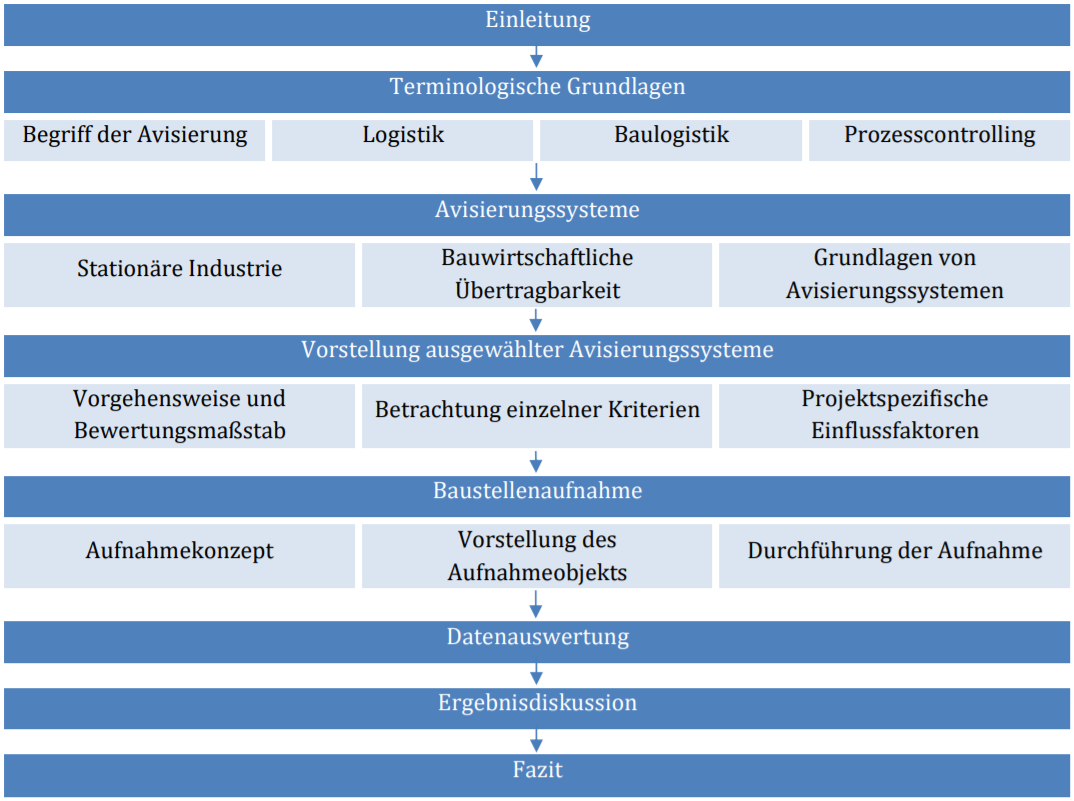 Einleitung
Terminologische Grundlagen
Begriff der Avisierung
Logistik
Baulogistik
Prozesscontrolling
Avisierungssysteme
Stationäre Industrie
Bauwirtschaftliche
Übertragbarkeit
Grundlagen von
Avisierungssystemen
Vorstellung ausgewählter Avisierungssysteme
Vorgehensweise und
Bewertungsmaßstab
Betrachtung einzelner Kriterien
Projektspezifische
Einflussfaktoren
Baustellenaufnahme
Aufnahmekonzept
Vorstellung des
Aufnahmeobjekts
Durchführung der Aufnahme
Datenauswertung
Ergebnisdiskussion
Fazit